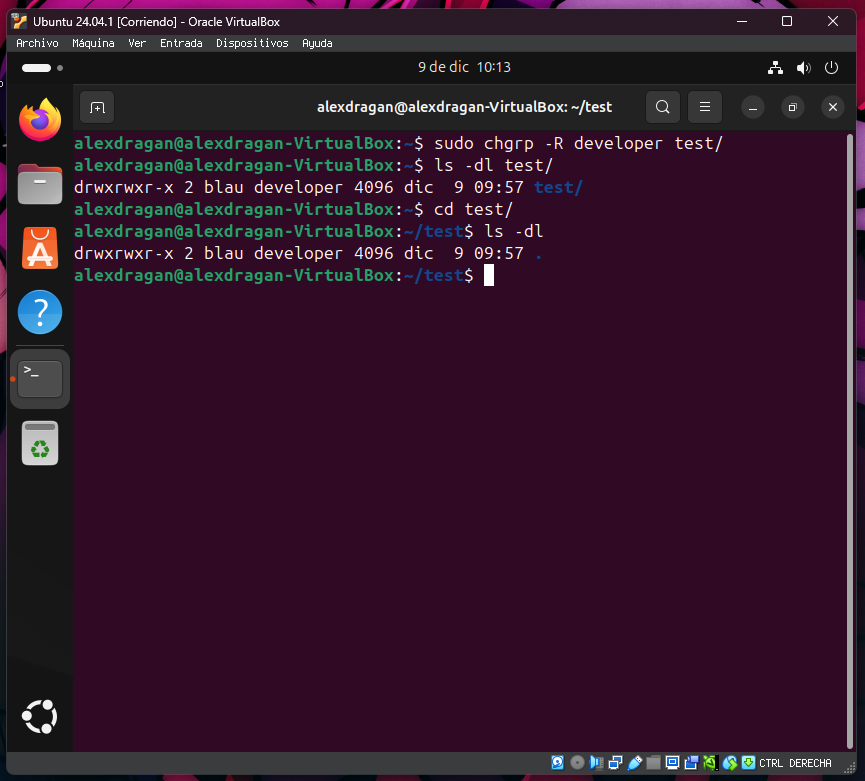 Ubuntu 24.04.1 [Corriendo] - Oracle VirtualBox
Archivo Máquina Ver Entrada Dispositivos Ayuda
9 de dic 10:13
alexdragan@alexdragan-VirtualBox: ~/test
alexdragan@alexdragan-VirtualBox:~$ sudo chgrp -R developer test/
alexdragan@alexdragan-VirtualBox:~$ ls -dl test/
drwxrwxr-x 2 blau developer 4096 dic  9 09:57 test/
alexdragan@alexdragan-VirtualBox:~$ cd test/
alexdragan@alexdragan-VirtualBox:~/test$ ls -dl
drwxrwxr-x 2 blau developer 4096 dic  9 09:57 .
alexdragan@alexdragan-VirtualBox:~/test$
CTRL DERECHA